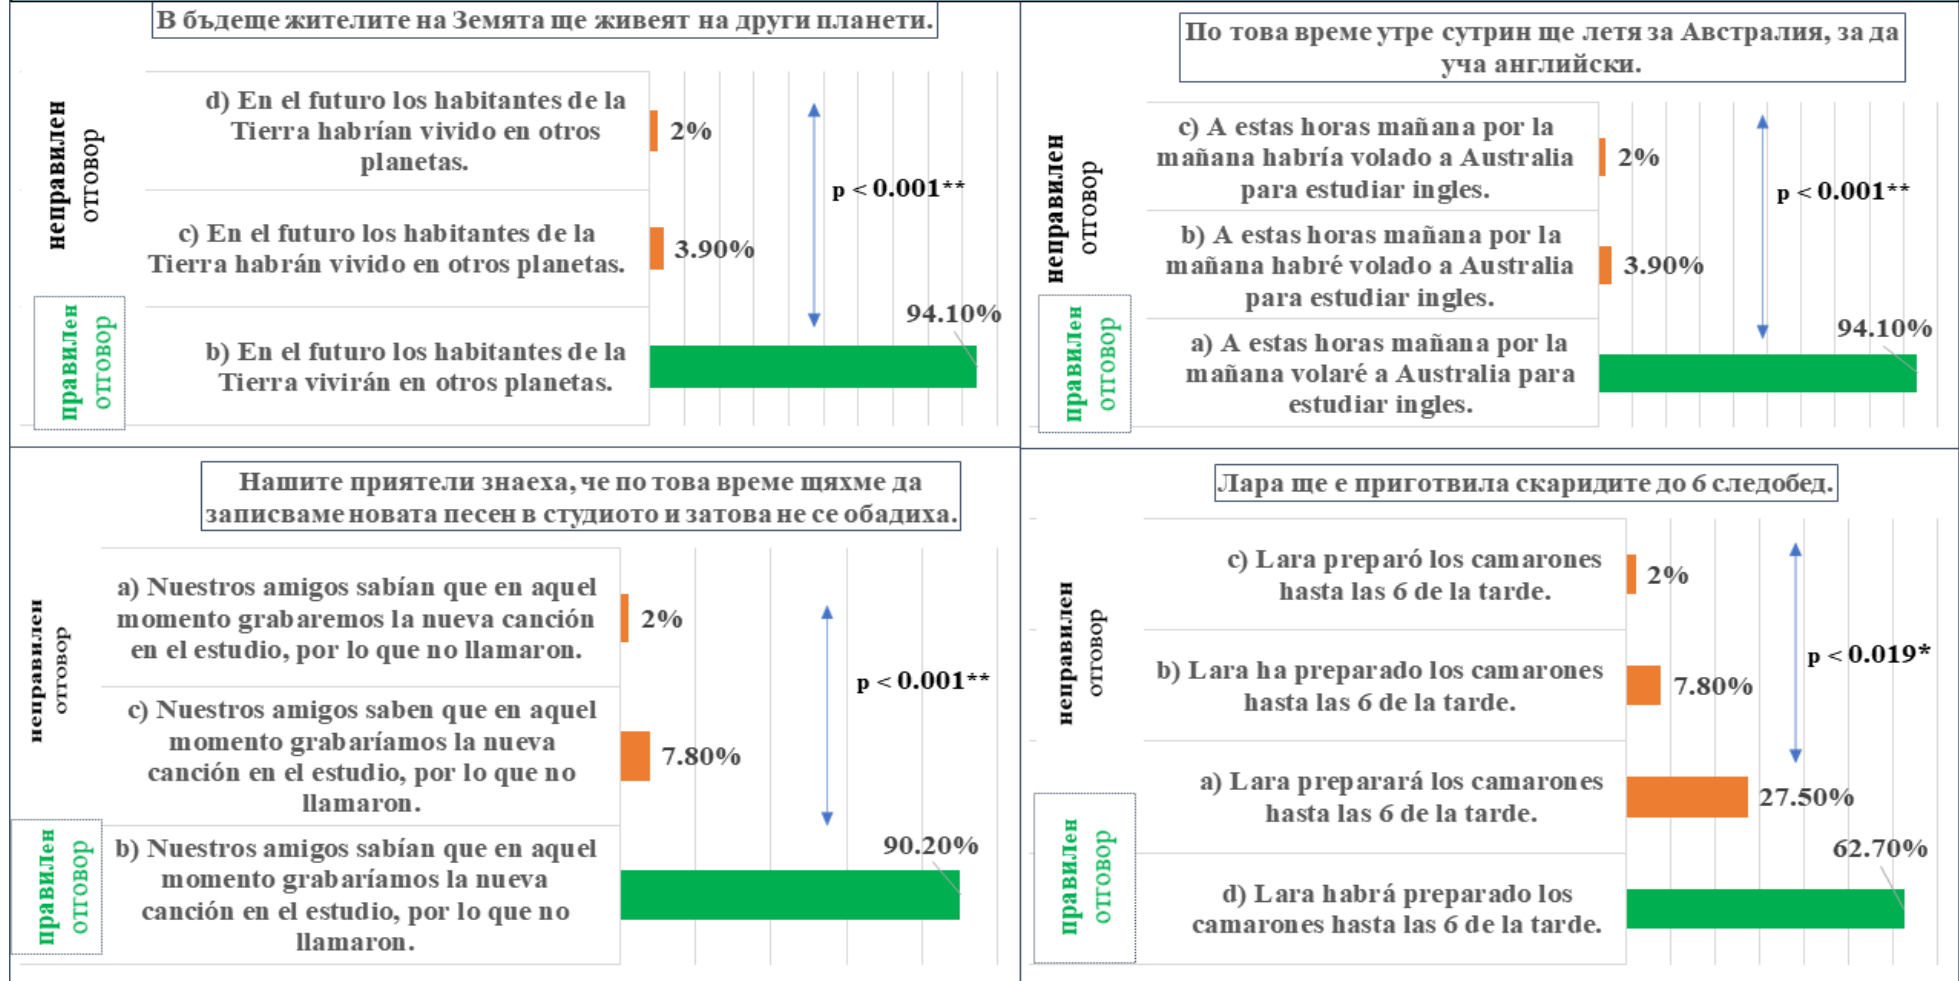 В бъдеще жителите на Земята ще живеят на други планети.
неправилен
отговор
d) En el futuro los habitantes de la
Tierra habrían vivido en otros
planetas.
2%
c) En el futuro los habitantes de la
Tierra habrán vivido en otros planetas.
3.90%
p < 0.001**
правилен
отговор
b) En el futuro los habitantes de la
Tierra vivirán en otros planetas.
94.10%
По това време утре сутрин ще летя за Австралия, за да
уча английски.
неправилен
отговор
c) A estas horas mañana por la
mañana habría volado a Australia
para estudiar ingles.
2%
b) A estas horas mañana por la
mañana habré volado a Australia
para estudiar ingles.
3.90%
p < 0.001**
правилен
отговор
a) A estas horas mañana por la
mañana volaré a Australia para
estudiar ingles.
94.10%
Нашите приятели знаеха, че по това време щяхме да
записваме новата песен в студиото и затова не се обадиха.
неправилен
отговор
a) Nuestros amigos sabían que en aquel
momento grabaremos la nueva canción
en el estudio, por lo que no llamaron.
2%
c) Nuestros amigos saben que en aquel
momento grabaríamos la nueva
canción en el estudio, por lo que no
llamaron.
7.80%
p < 0.001**
правилен
отговор
b) Nuestros amigos sabían que en aquel
momento grabaríamos la nueva
canción en el estudio, por lo que no
llamaron.
90.20%
Лара ще е приготвила скаридите до 6 следобед.
неправилен
отговор
c) Lara preparó los camarones
hasta las 6 de la tarde.
2%
b) Lara ha preparado los camarones
hasta las 6 de la tarde.
7.80%
p < 0.019*
a) Lara preparará los camarones
hasta las 6 de la tarde.
27.50%
правилен
отговор
d) Lara habrá preparado los
camarones hasta las 6 de la tarde.
62.70%